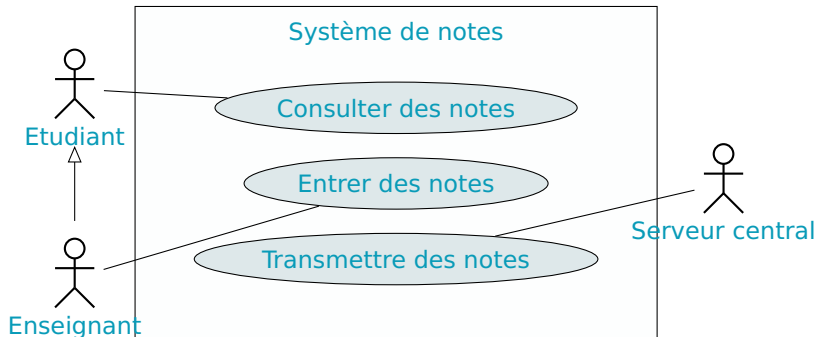 Système de notes
Consulter des notes
Etudiant
Entrer des notes
Serveur central
Transmettre des notes
Enseignant